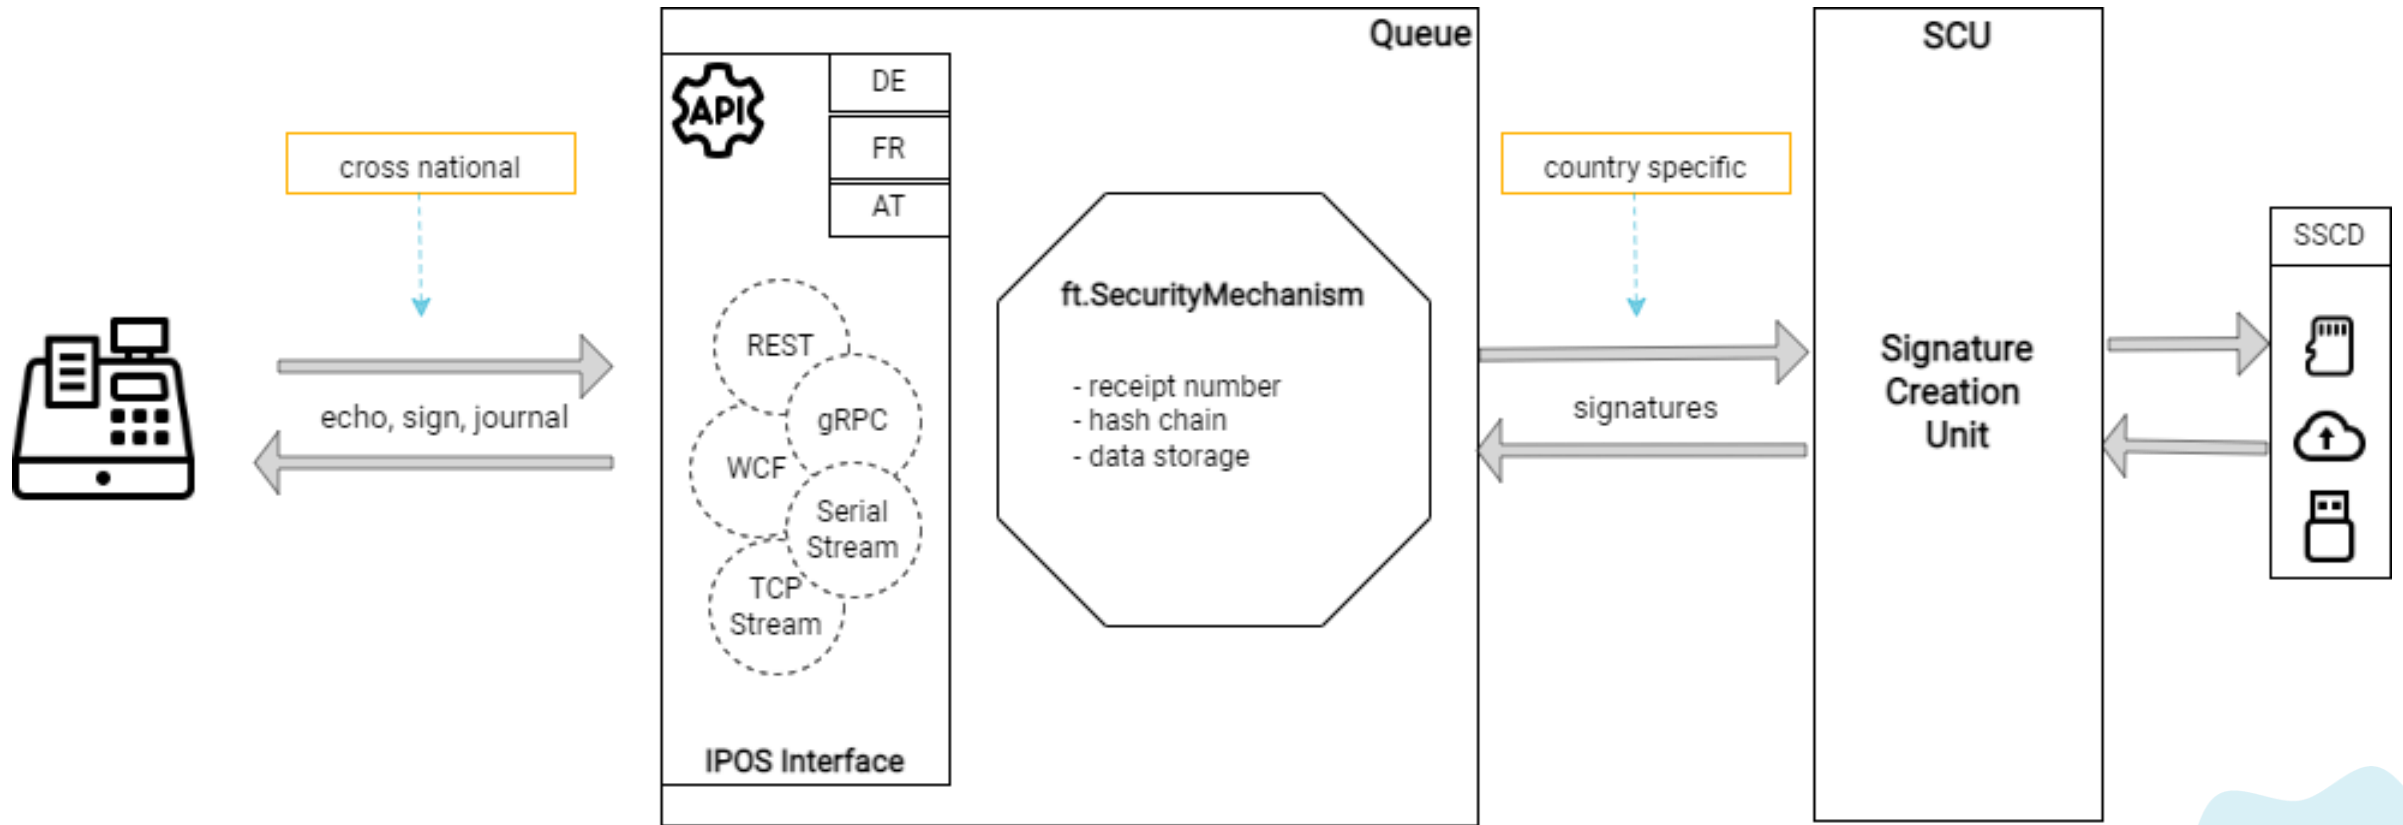 Queue
SCU
API
DE
FR
AT
cross national
country specific
SSCD
echo, sign, journal
REST
gRPC
WCF
Serial
Stream
TCP
Stream
IPOS Interface
ft.SecurityMechanism
- receipt number
- hash chain
- data storage
signatures
Signature
Creation
Unit